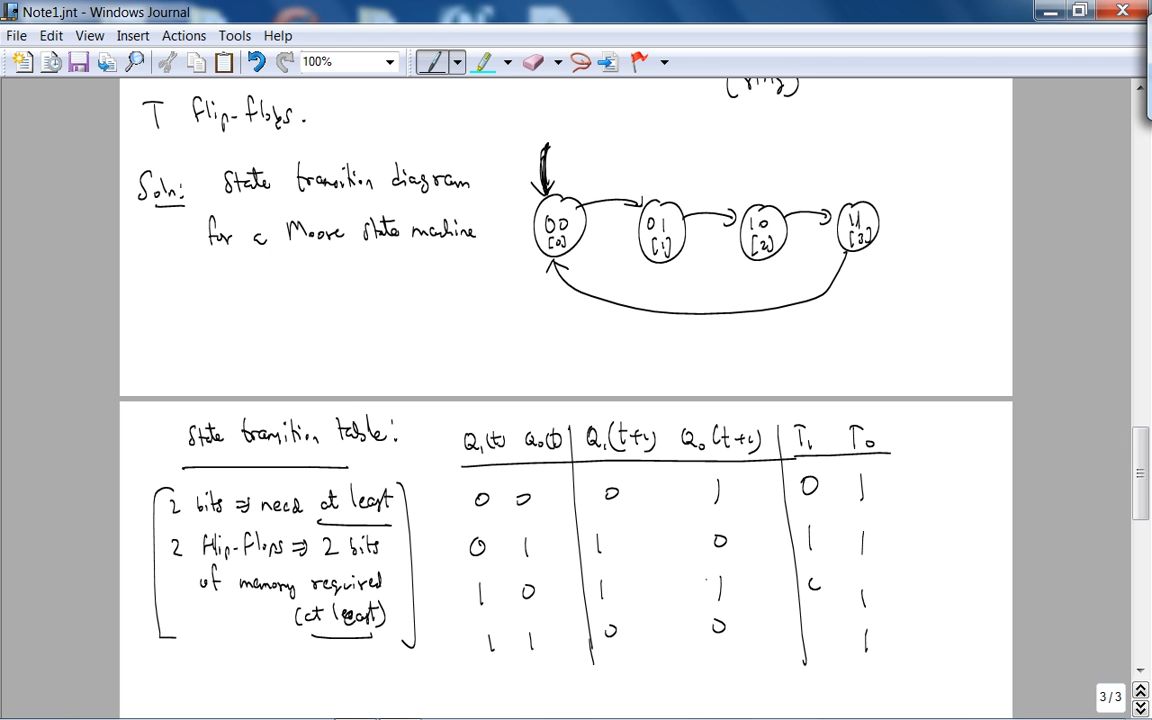 Note1.jnt - Windows Journal
File Edit View Insert Actions Tools Help
100%
(ring)
T flip-flops.
Soln: State transition diagram
for a Moore state machine
00 01 10 11
[0] [1] [2] [3]
State transition table:
Q1(t) Q0(t) Q1(t+1) Q0(t+1) T1 T0
0 0 0 1 0 1
0 1 1 0 1 1
1 0 1 1 0 1
1 1 0 0 1 1
2 bits ⇒ need at least
2 flip-flops ⇒ 2 bits
of memory required
(at least)
3/3